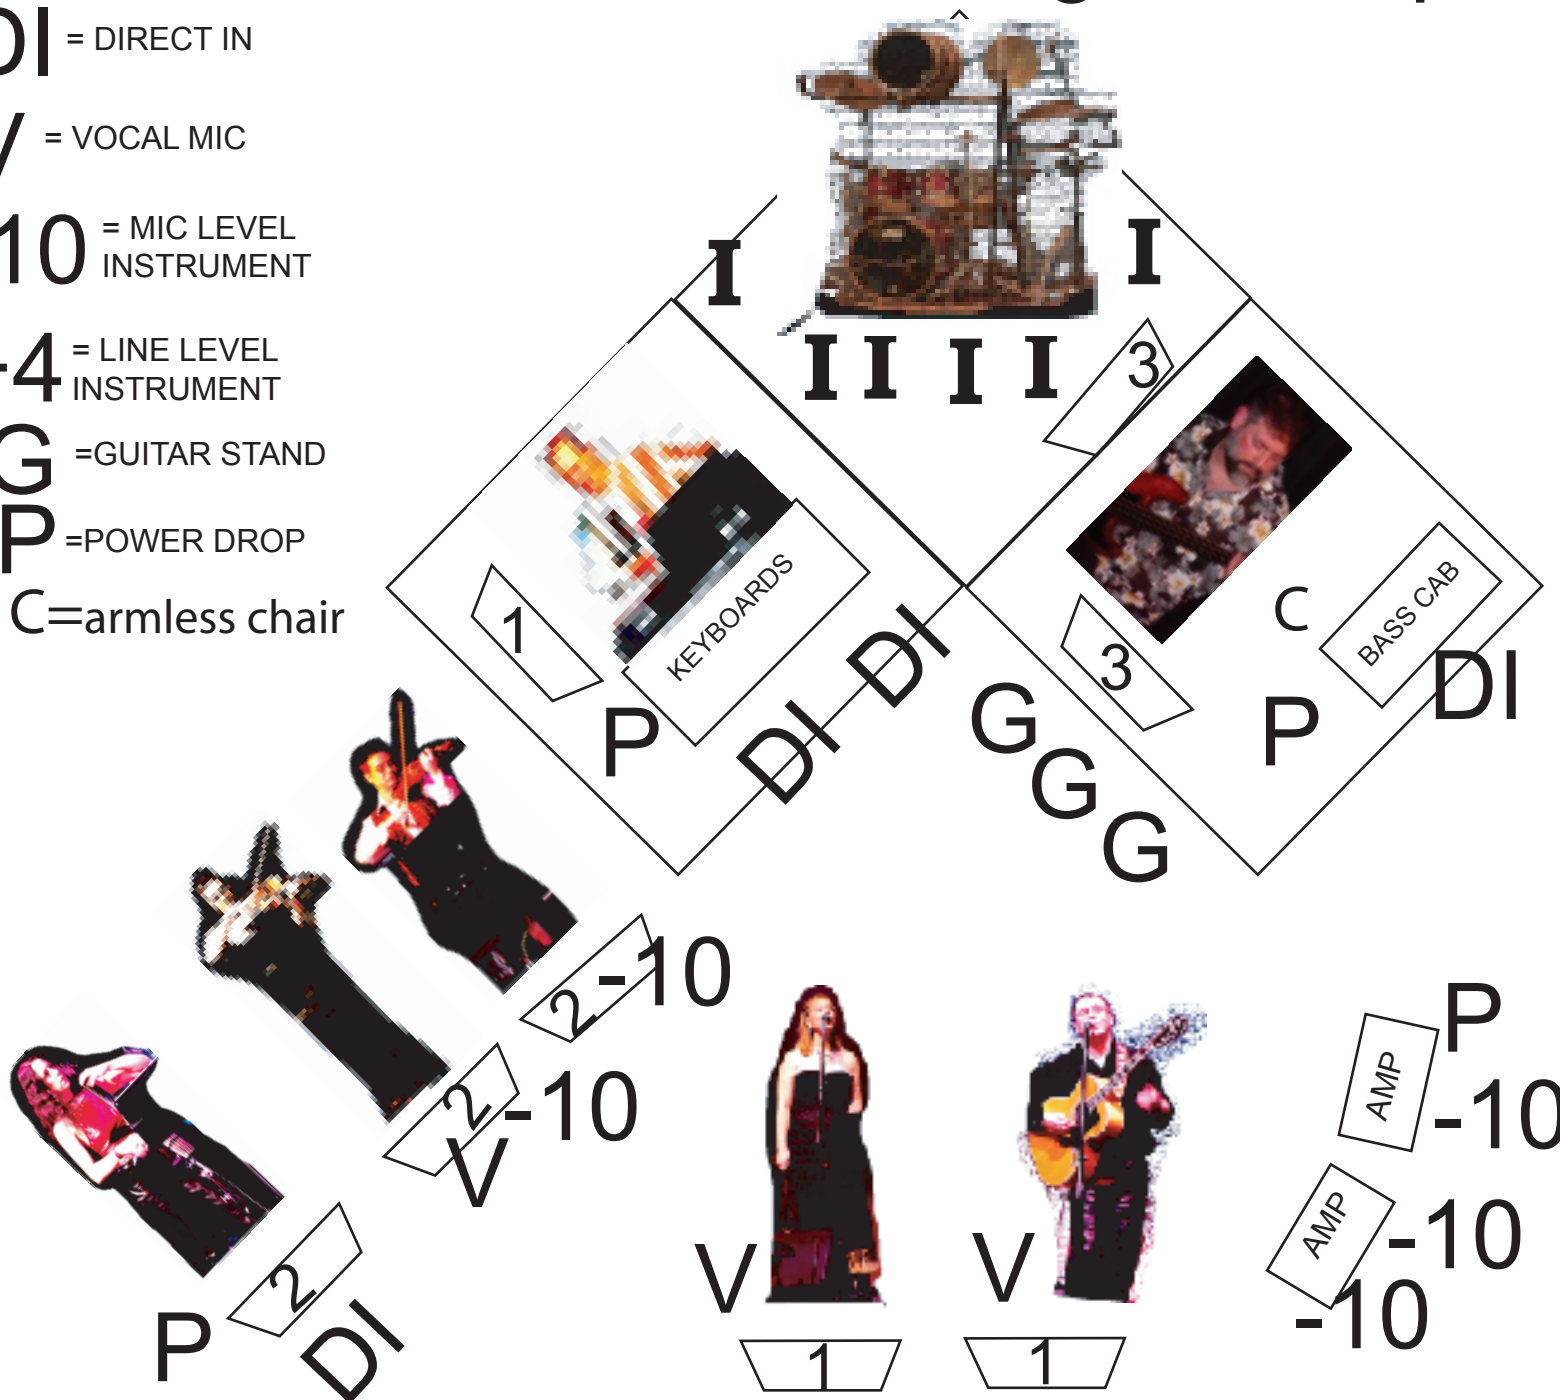 DI = DIRECT IN
V = VOCAL MIC
-10 = MIC LEVEL
INSTRUMENT
+4 = LINE LEVEL
INSTRUMENT
G =GUITAR STAND
P =POWER DROP
C=armless chair
I
I
I I I I
3
1
KEYBOARDS
P
DI DI
3
C
BASS CAB
DI
P
G
G
G
2
-10
2
-10
V
2
P
DI
V
V
1
1
P
AMP
-10
AMP
-10
-10